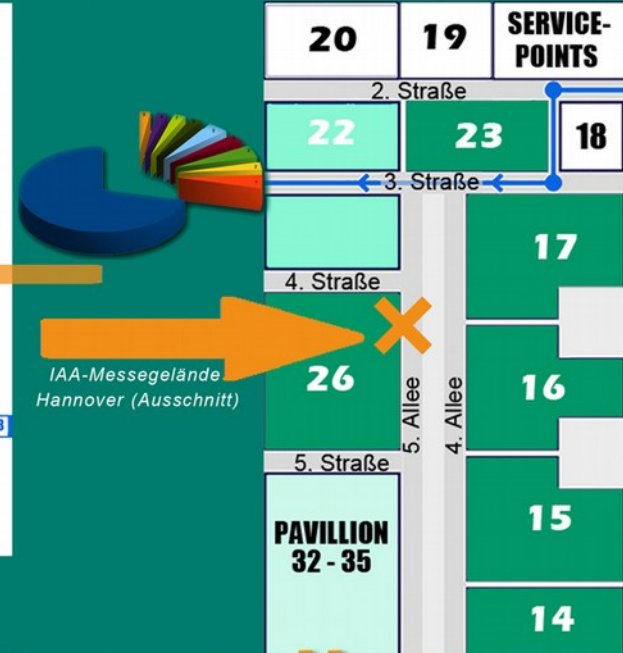 20
19
SERVICE-
POINTS
2. Straße
22
23
18
3. Straße
17
4. Straße
IAA-Messegelände
Hannover (Ausschnitt)
26
16
5. Allee
4. Allee
5. Straße
15
PAVILLION
32 - 35
14